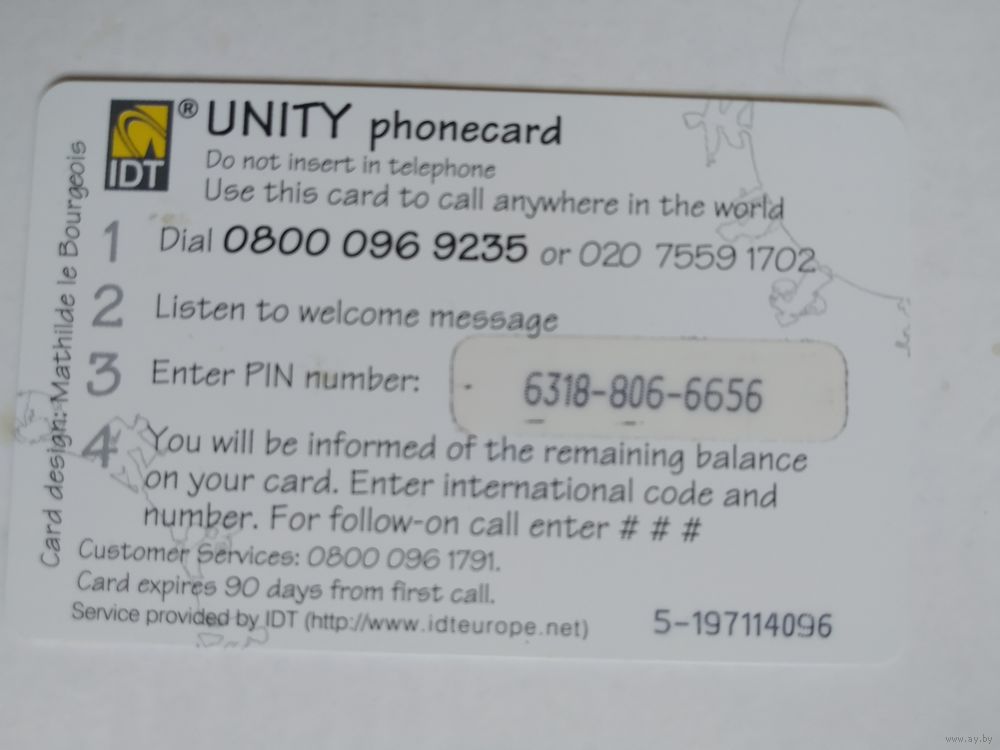 IDT
® UNITY phonecard
Do not insert in telephone
Use this card to call anywhere in the world
1 Dial 0800 096 9235 or 020 7559 1702
2 Listen to welcome message
3 Enter PIN number: 6318-806-6656
4 You will be informed of the remaining balance
on your card. Enter international code and
number. For follow-on call enter # # #
Customer Services: 0800 096 1791.
Card expires 90 days from first call.
Service provided by IDT (http://www.idteurope.net)
5-197114096
Card design: Mathilde le Bourgeois
www.ay.by